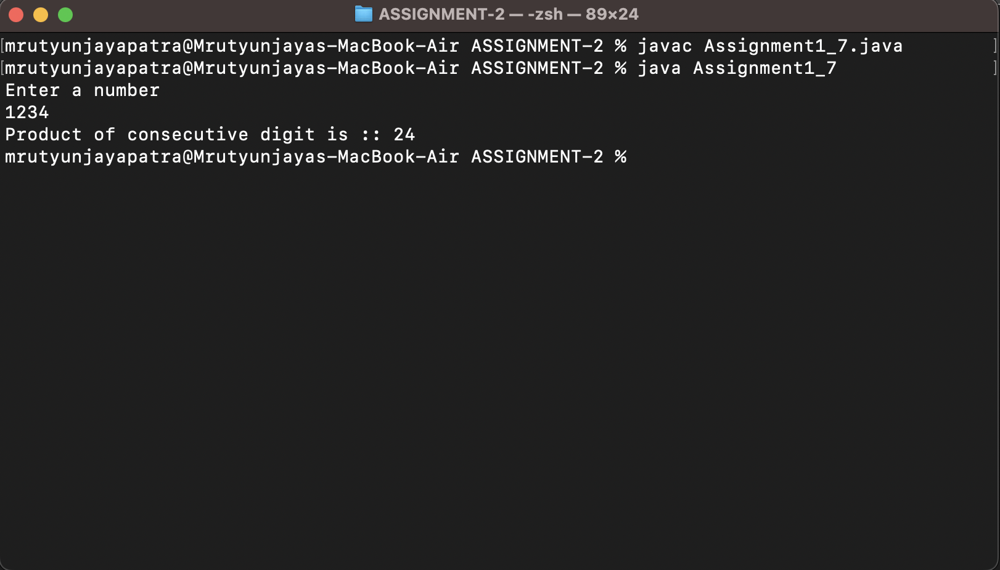 ASSIGNMENT-2 — -zsh — 89×24
[mrutyunjayapatra@Mrutyunjayas-MacBook-Air ASSIGNMENT-2 % javac Assignment1_7.java ]
[mrutyunjayapatra@Mrutyunjayas-MacBook-Air ASSIGNMENT-2 % java Assignment1_7 ]
Enter a number
1234
Product of consecutive digit is :: 24
mrutyunjayapatra@Mrutyunjayas-MacBook-Air ASSIGNMENT-2 %